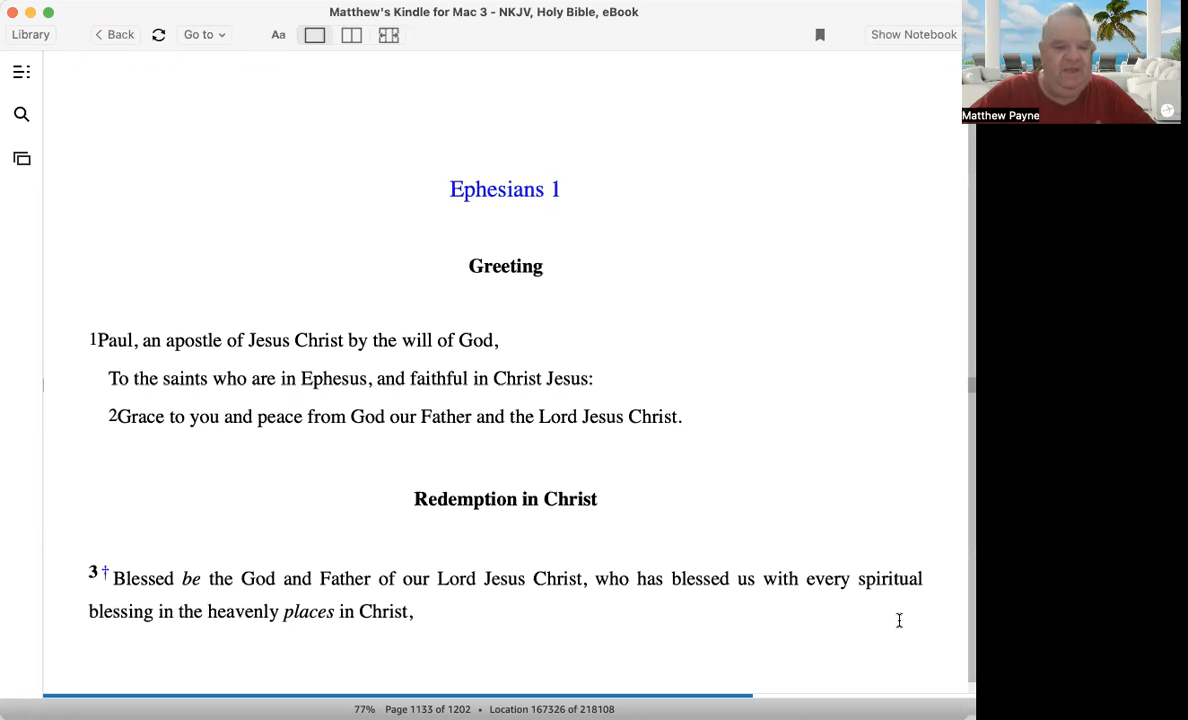 Matthew's Kindle for Mac 3 - NKJV, Holy Bible, eBook
Library Back Go to Aa Show Notebook
Matthew Payne
Ephesians 1
Greeting
1Paul, an apostle of Jesus Christ by the will of God,
To the saints who are in Ephesus, and faithful in Christ Jesus:
2Grace to you and peace from God our Father and the Lord Jesus Christ.
Redemption in Christ
3† Blessed be the God and Father of our Lord Jesus Christ, who has blessed us with every spiritual
blessing in the heavenly places in Christ,
77% Page 1133 of 1202 • Location 167326 of 218108